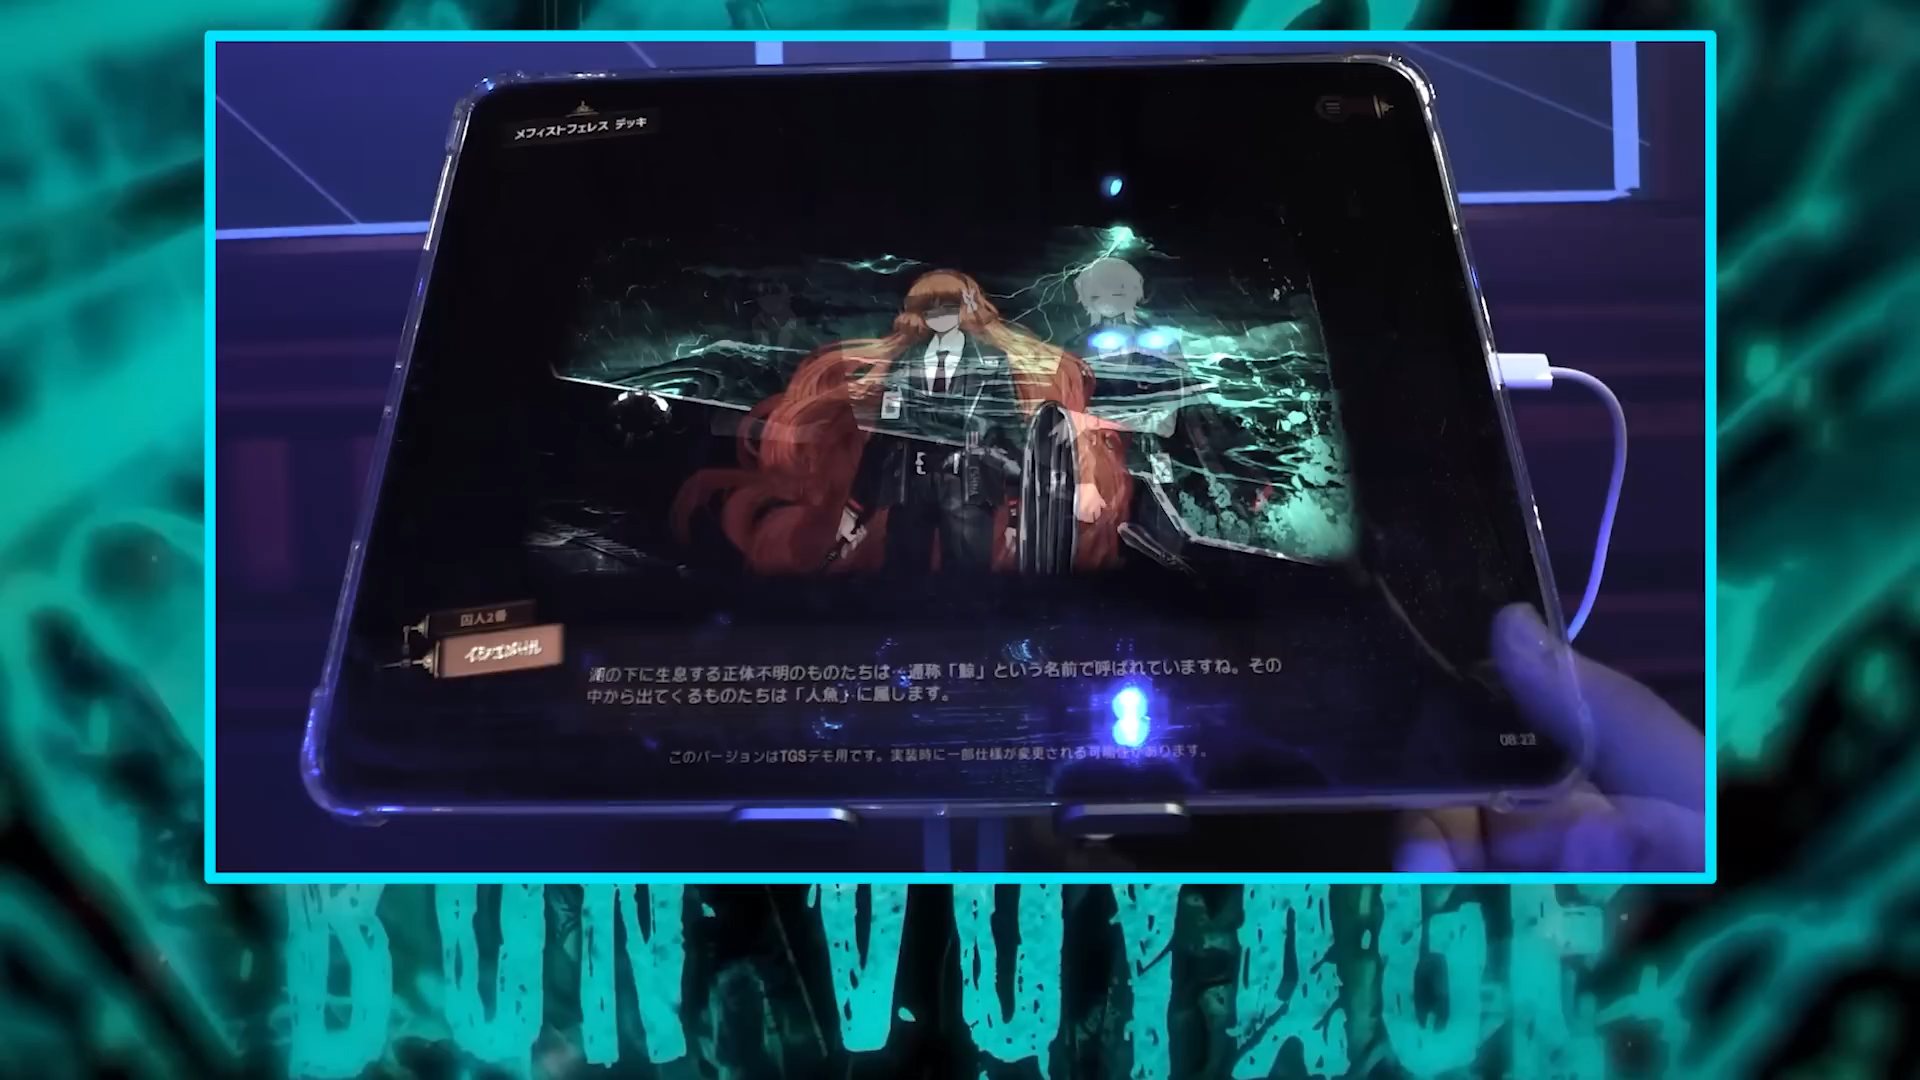 メフィストフェレス デッキ
イシュメール
湖の下に生息する正体不明のものたちは…通称「鯨」という名前で呼ばれていますね。その
中から出てくるものたちは「人魚」に属します。
このバージョンはTGSデモ用です。実装時に一部仕様が変更される可能性があります。
08:22
BON VOYAGE